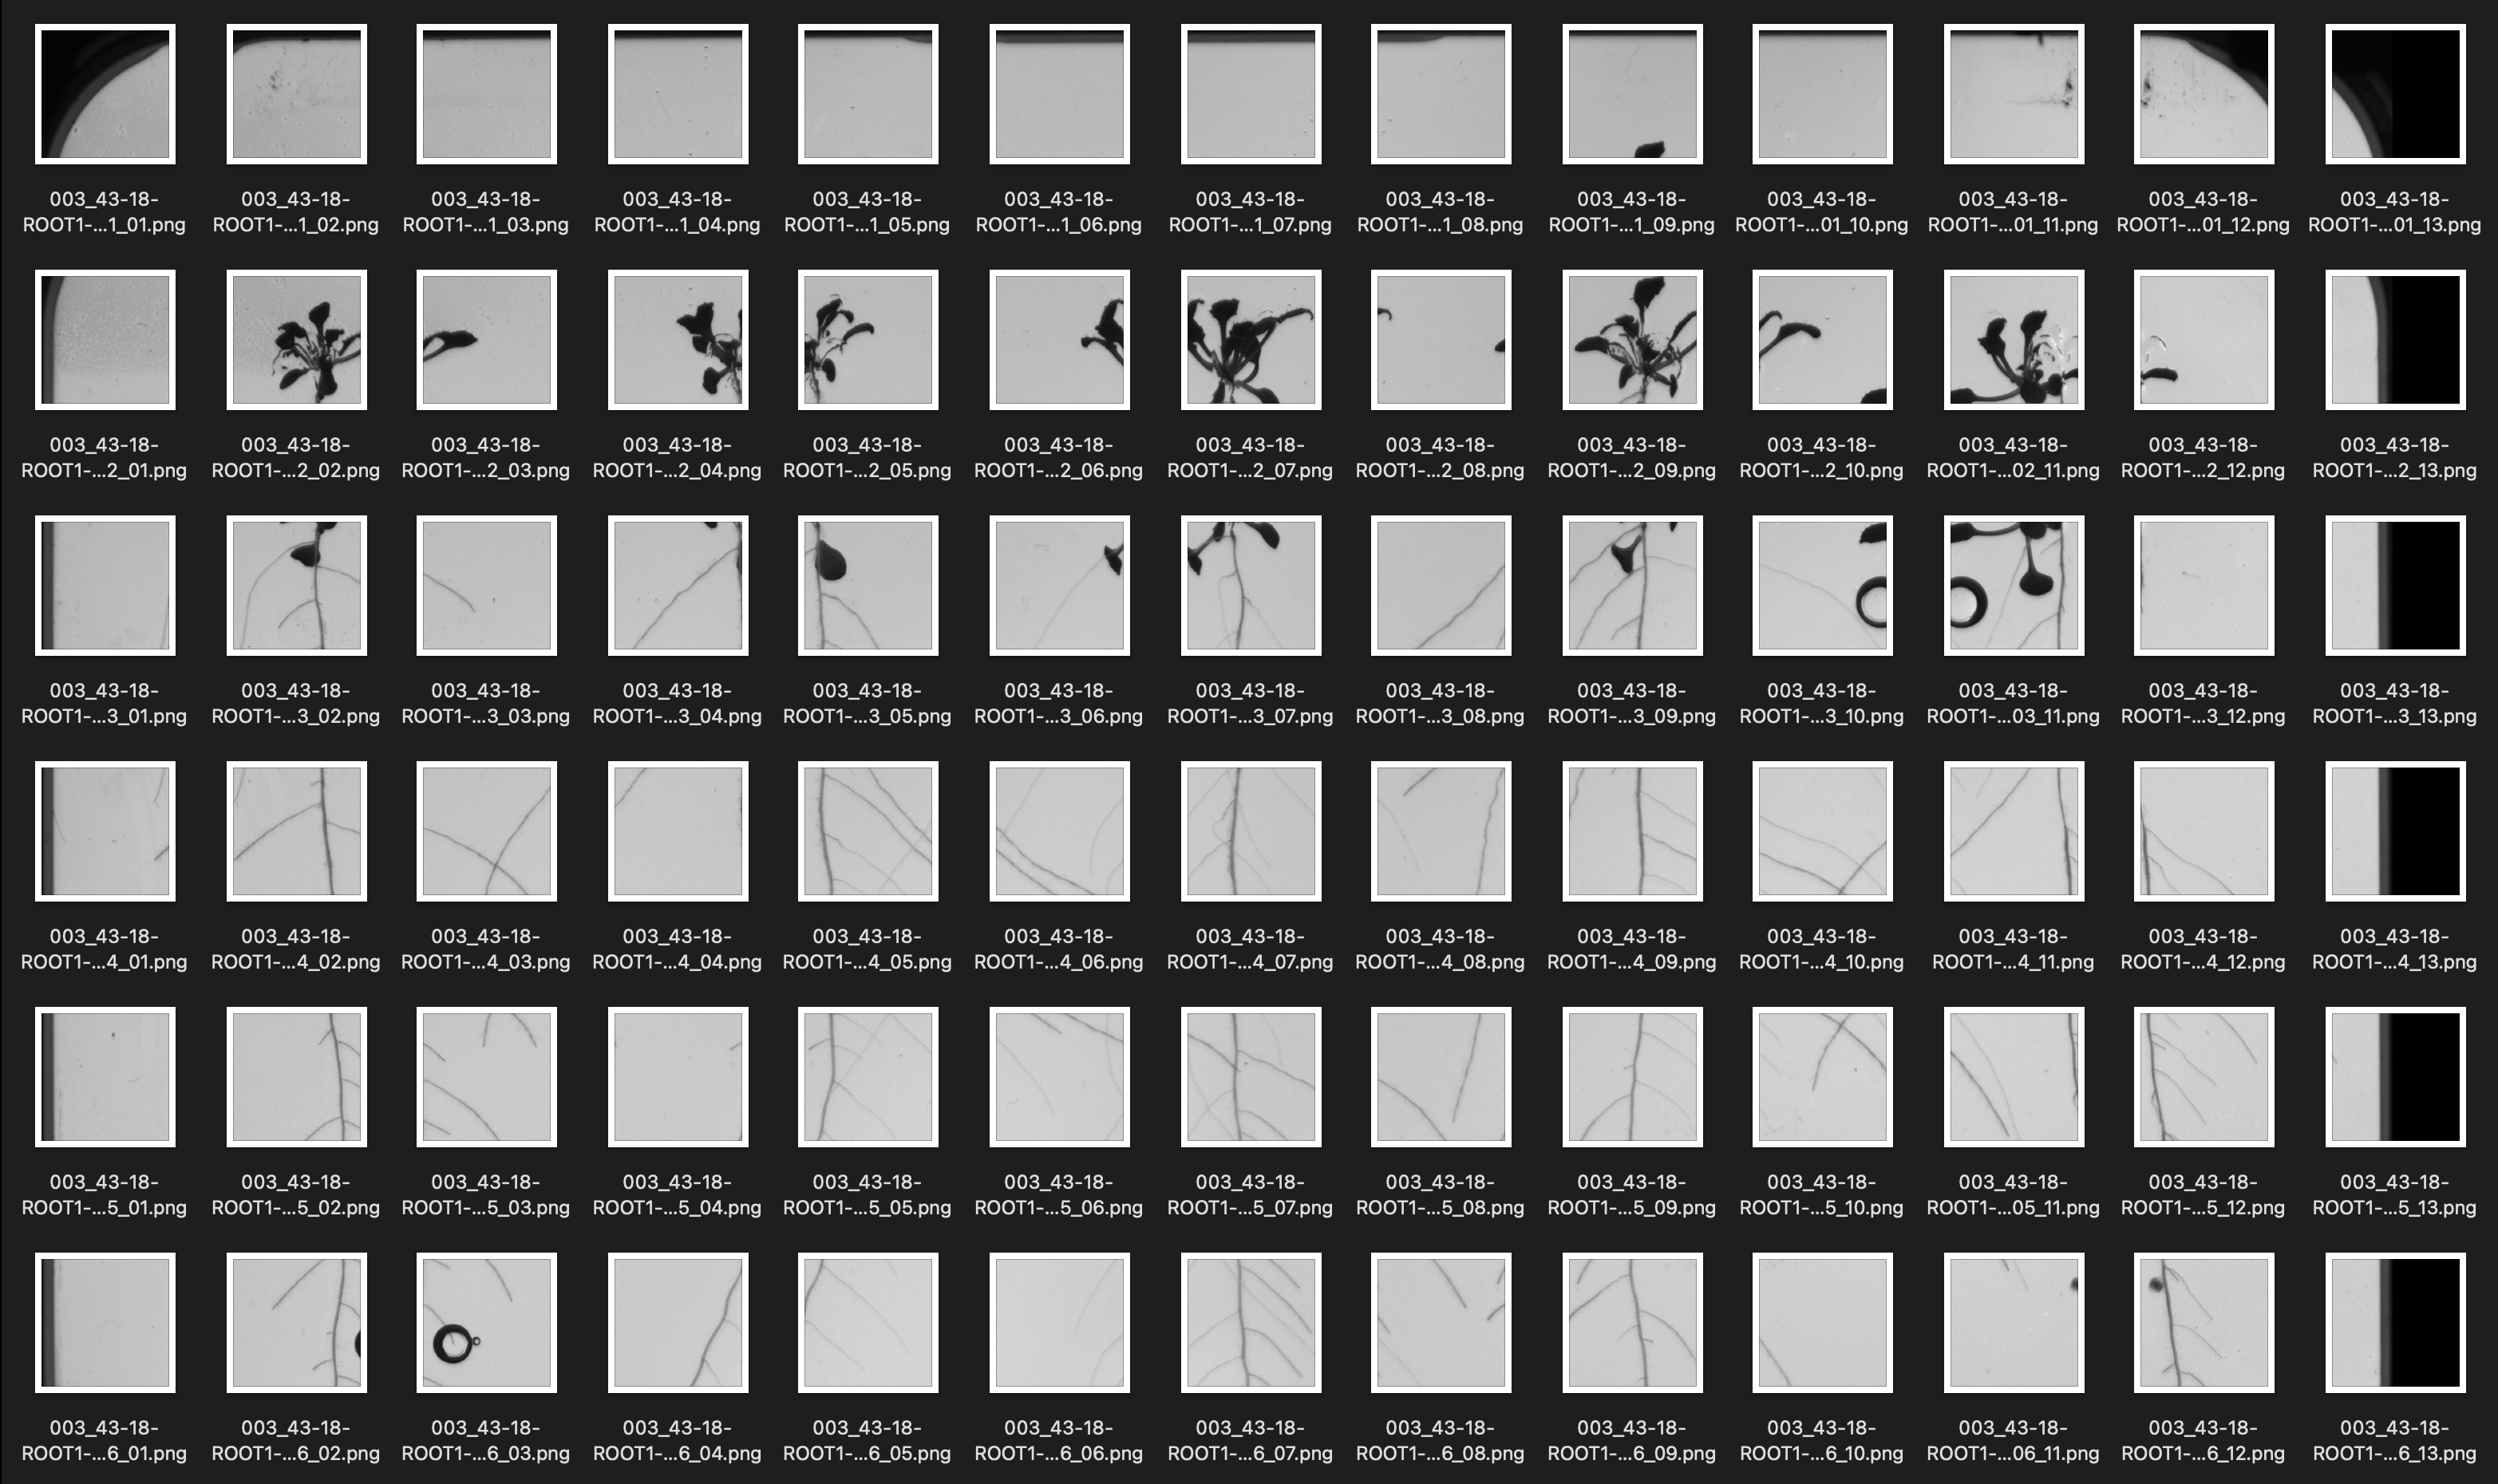 003_43-18- 003_43-18- 003_43-18- 003_43-18- 003_43-18- 003_43-18- 003_43-18- 003_43-18- 003_43-18- 003_43-18- 003_43-18- 003_43-18- 003_43-18-
ROOT1-...1_01.png ROOT1-...1_02.png ROOT1-...1_03.png ROOT1-...1_04.png ROOT1-...1_05.png ROOT1-...1_06.png ROOT1-...1_07.png ROOT1-...1_08.png ROOT1-...1_09.png ROOT1-...01_10.png ROOT1-...01_11.png ROOT1-...01_12.png ROOT1-...01_13.png
003_43-18- 003_43-18- 003_43-18- 003_43-18- 003_43-18- 003_43-18- 003_43-18- 003_43-18- 003_43-18- 003_43-18- 003_43-18- 003_43-18- 003_43-18-
ROOT1-...2_01.png ROOT1-...2_02.png ROOT1-...2_03.png ROOT1-...2_04.png ROOT1-...2_05.png ROOT1-...2_06.png ROOT1-...2_07.png ROOT1-...2_08.png ROOT1-...2_09.png ROOT1-...2_10.png ROOT1-...02_11.png ROOT1-...2_12.png ROOT1-...2_13.png
003_43-18- 003_43-18- 003_43-18- 003_43-18- 003_43-18- 003_43-18- 003_43-18- 003_43-18- 003_43-18- 003_43-18- 003_43-18- 003_43-18- 003_43-18-
ROOT1-...3_01.png ROOT1-...3_02.png ROOT1-...3_03.png ROOT1-...3_04.png ROOT1-...3_05.png ROOT1-...3_06.png ROOT1-...3_07.png ROOT1-...3_08.png ROOT1-...3_09.png ROOT1-...3_10.png ROOT1-...03_11.png ROOT1-...3_12.png ROOT1-...3_13.png
003_43-18- 003_43-18- 003_43-18- 003_43-18- 003_43-18- 003_43-18- 003_43-18- 003_43-18- 003_43-18- 003_43-18- 003_43-18- 003_43-18- 003_43-18-
ROOT1-...4_01.png ROOT1-...4_02.png ROOT1-...4_03.png ROOT1-...4_04.png ROOT1-...4_05.png ROOT1-...4_06.png ROOT1-...4_07.png ROOT1-...4_08.png ROOT1-...4_09.png ROOT1-...4_10.png ROOT1-...4_11.png ROOT1-...4_12.png ROOT1-...4_13.png
003_43-18- 003_43-18- 003_43-18- 003_43-18- 003_43-18- 003_43-18- 003_43-18- 003_43-18- 003_43-18- 003_43-18- 003_43-18- 003_43-18- 003_43-18-
ROOT1-...5_01.png ROOT1-...5_02.png ROOT1-...5_03.png ROOT1-...5_04.png ROOT1-...5_05.png ROOT1-...5_06.png ROOT1-...5_07.png ROOT1-...5_08.png ROOT1-...5_09.png ROOT1-...5_10.png ROOT1-...05_11.png ROOT1-...5_12.png ROOT1-...5_13.png
003_43-18- 003_43-18- 003_43-18- 003_43-18- 003_43-18- 003_43-18- 003_43-18- 003_43-18- 003_43-18- 003_43-18- 003_43-18- 003_43-18- 003_43-18-
ROOT1-...6_01.png ROOT1-...6_02.png ROOT1-...6_03.png ROOT1-...6_04.png ROOT1-...6_05.png ROOT1-...6_06.png ROOT1-...6_07.png ROOT1-...6_08.png ROOT1-...6_09.png ROOT1-...6_10.png ROOT1-...06_11.png ROOT1-...6_12.png ROOT1-...6_13.png